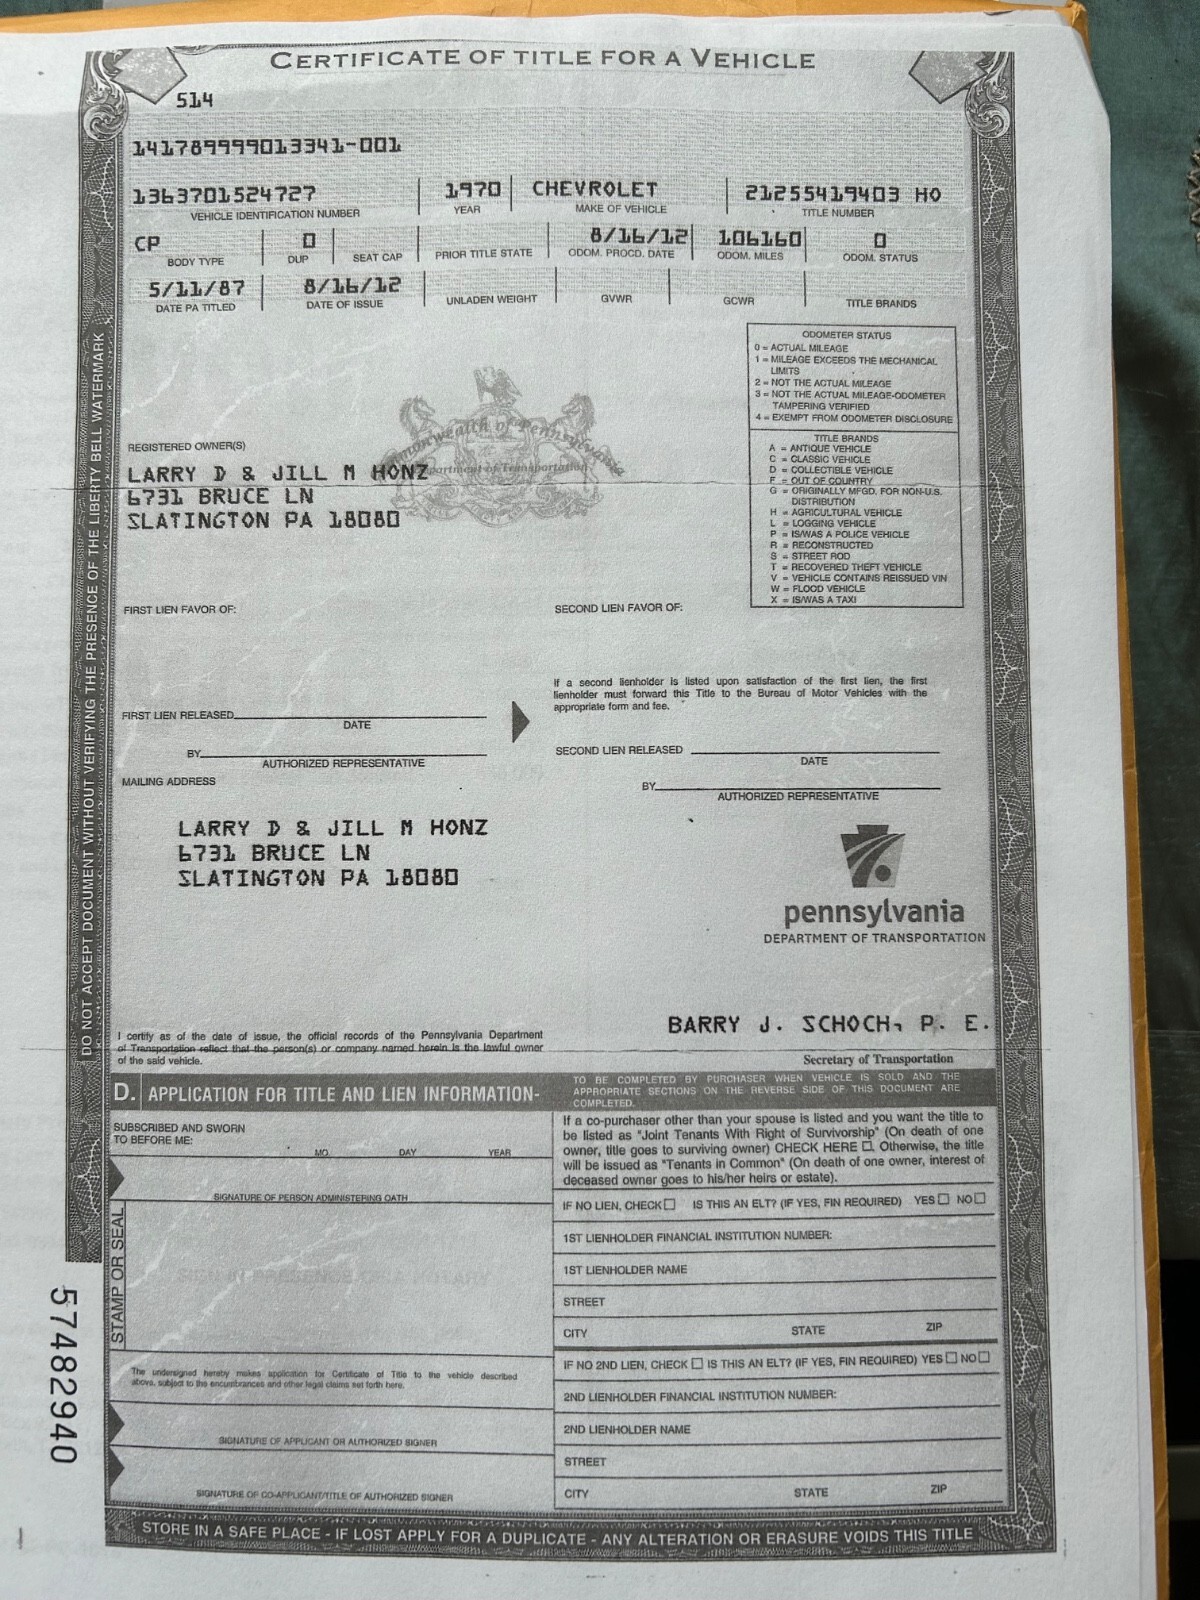 CERTIFICATE OF TITLE FOR A VEHICLE
514
1417899999013341-001
1363701524727
1970
CHEVROLET
21255419403 HO
VEHICLE IDENTIFICATION NUMBER
YEAR
MAKE OF VEHICLE
TITLE NUMBER
CP
0
8/16/12
106160
0
BODY TYPE
DUP
SEAT CAP
PRIOR TITLE STATE
ODOM. PROCD. DATE
ODOM. MILES
ODOM. STATUS
5/11/87
8/16/12
DATE PA TITLED
DATE OF ISSUE
UNLADEN WEIGHT
GVWR
GCWR
TITLE BRANDS
ODOMETER STATUS
0 = ACTUAL MILEAGE
1 = MILEAGE EXCEEDS THE MECHANICAL
LIMITS
2 = NOT THE ACTUAL MILEAGE
3 = NOT THE ACTUAL MILEAGE-ODOMETER
TAMPERING VERIFIED
4 = EXEMPT FROM ODOMETER DISCLOSURE
TITLE BRANDS
A = ANTIQUE VEHICLE
C = CLASSIC VEHICLE
D = COLLECTIBLE VEHICLE
F = OUT OF COUNTRY
G = ORIGINALLY MFGD. FOR NON-U.S.
DISTRIBUTION
H = AGRICULTURAL VEHICLE
L = LOGGING VEHICLE
P = IS/WAS A POLICE VEHICLE
R = RECONSTRUCTED
S = STREET ROD
T = RECOVERED THEFT VEHICLE
V = VEHICLE CONTAINS REISSUED VIN
W = FLOOD VEHICLE
X = IS/WAS A TAXI
Commonwealth of Pennsylvania
Department of Transportation
REGISTERED OWNER(S)
LARRY D & JILL M HONZ
6731 BRUCE LN
SLATINGTON PA 18080
FIRST LIEN FAVOR OF:
SECOND LIEN FAVOR OF:
If a second lienholder is listed upon satisfaction of the first lien, the first
lienholder must forward this Title to the Bureau of Motor Vehicles with the
appropriate form and fee.
FIRST LIEN RELEASED
DATE
BY
AUTHORIZED REPRESENTATIVE
SECOND LIEN RELEASED
DATE
BY
AUTHORIZED REPRESENTATIVE
MAILING ADDRESS
LARRY D & JILL M HONZ
6731 BRUCE LN
SLATINGTON PA 18080
pennsylvania
DEPARTMENT OF TRANSPORTATION
I certify as of the date of issue, the official records of the Pennsylvania Department
of Transportation reflect that the person(s) or company named herein is the lawful owner
of the said vehicle.
BARRY J. SCHOCH, P. E.
Secretary of Transportation
D. APPLICATION FOR TITLE AND LIEN INFORMATION-
TO BE COMPLETED BY PURCHASER WHEN VEHICLE IS SOLD AND THE
APPROPRIATE SECTIONS ON THE REVERSE SIDE OF THIS DOCUMENT ARE
COMPLETED.
SUBSCRIBED AND SWORN
TO BEFORE ME:
MO. DAY YEAR
SIGNATURE OF PERSON ADMINISTERING OATH
STAMP OR SEAL
SIGN IN PRESENCE OF A NOTARY
The undersigned hereby makes application for Certificate of Title to the vehicle described
above, subject to the encumbrances and other legal claims set forth here.
SIGNATURE OF APPLICANT OR AUTHORIZED SIGNER
SIGNATURE OF CO-APPLICANT/TITLE OF AUTHORIZED SIGNER
If a co-purchaser other than your spouse is listed and you want the title to
be listed as "Joint Tenants With Right of Survivorship" (On death of one
owner, title goes to surviving owner) CHECK HERE ☐. Otherwise, the title
will be issued as "Tenants in Common" (On death of one owner, interest of
deceased owner goes to his/her heirs or estate).
IF NO LIEN, CHECK ☐ IS THIS AN ELT? (IF YES, FIN REQUIRED) YES ☐ NO ☐
1ST LIENHOLDER FINANCIAL INSTITUTION NUMBER:
1ST LIENHOLDER NAME
STREET
CITY STATE ZIP
IF NO 2ND LIEN, CHECK ☐ IS THIS AN ELT? (IF YES, FIN REQUIRED) YES ☐ NO ☐
2ND LIENHOLDER FINANCIAL INSTITUTION NUMBER:
2ND LIENHOLDER NAME
STREET
CITY STATE ZIP
STORE IN A SAFE PLACE - IF LOST APPLY FOR A DUPLICATE - ANY ALTERATION OR ERASURE VOIDS THIS TITLE
DO NOT ACCEPT DOCUMENT WITHOUT VERIFYING THE PRESENCE OF THE LIBERTY BELL WATERMARK
57482940